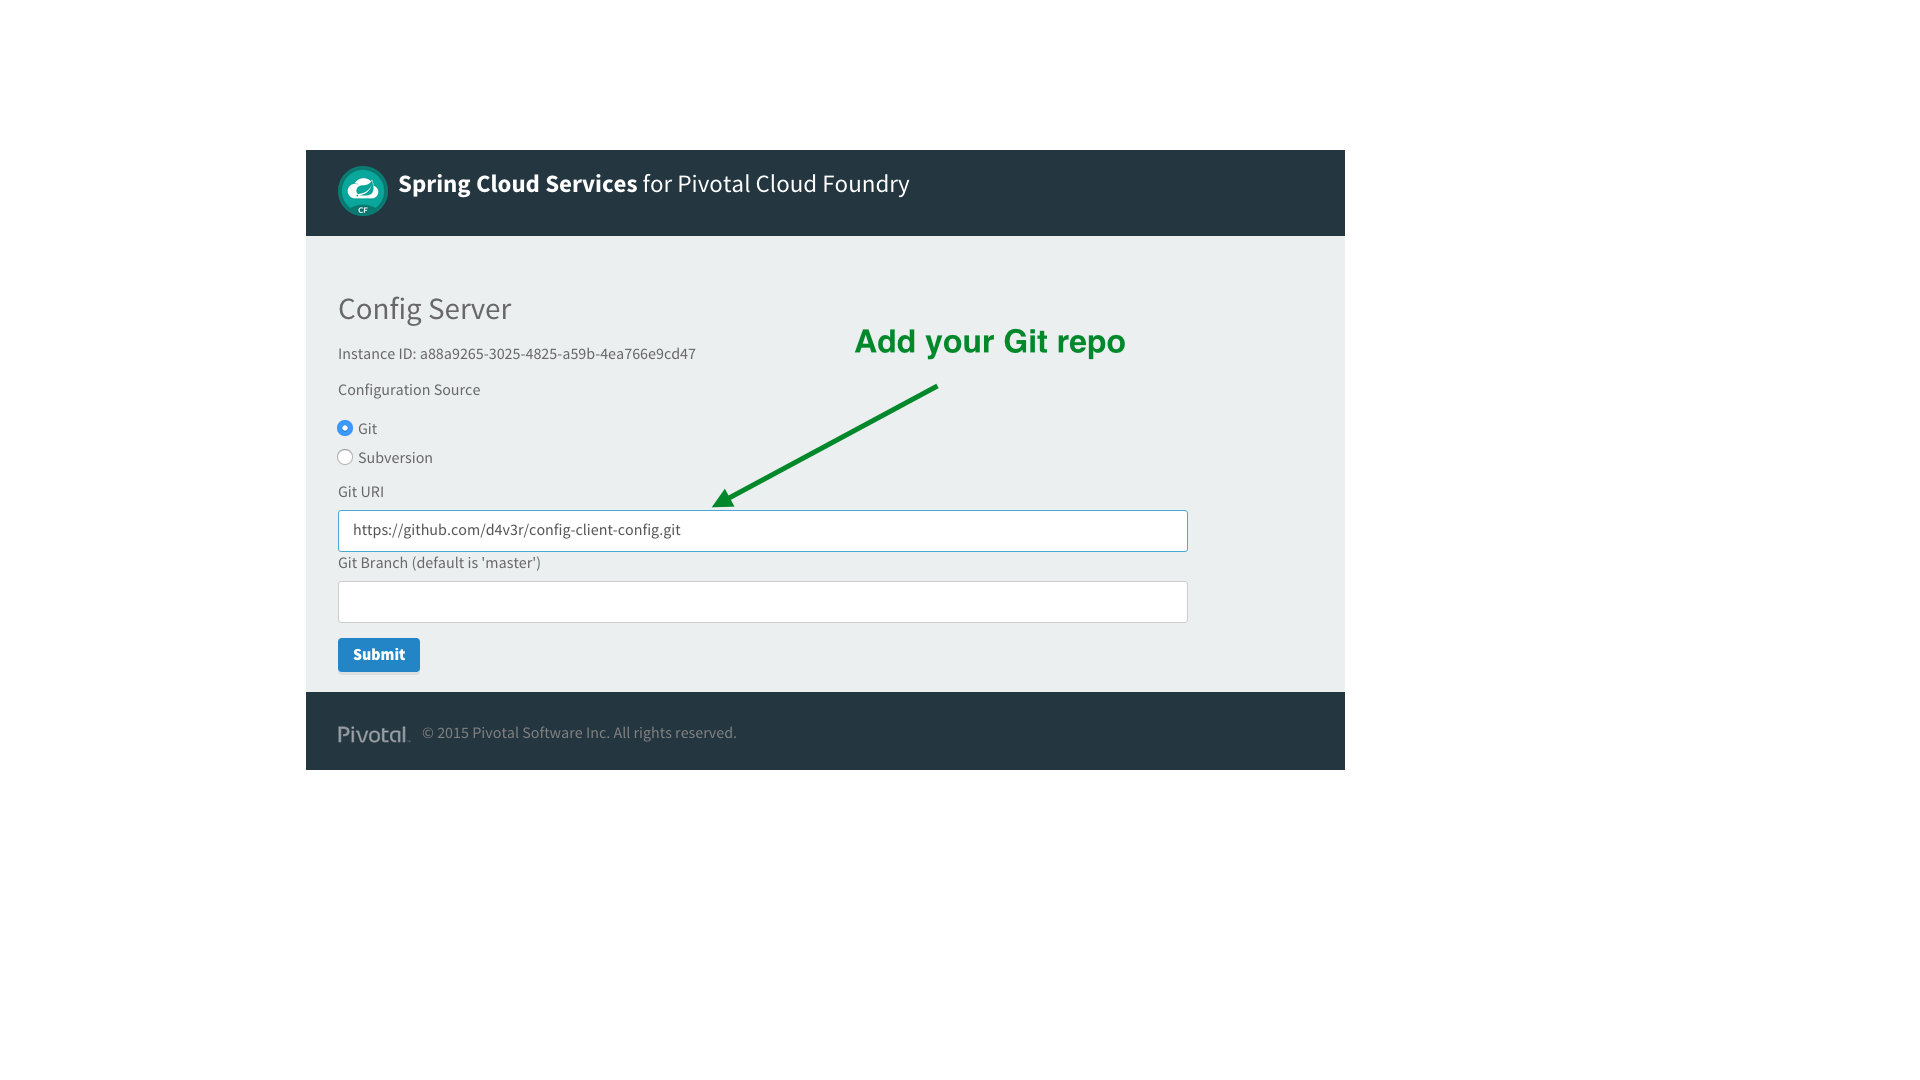 CF
Spring Cloud Services for Pivotal Cloud Foundry
Config Server
Add your Git repo
Instance ID: a88a9265-3025-4825-a59b-4ea766e9cd47
Configuration Source
Git
Subversion
Git URI
https://github.com/d4v3r/config-client-config.git
Git Branch (default is 'master')
Submit
Pivotal © 2015 Pivotal Software Inc. All rights reserved.